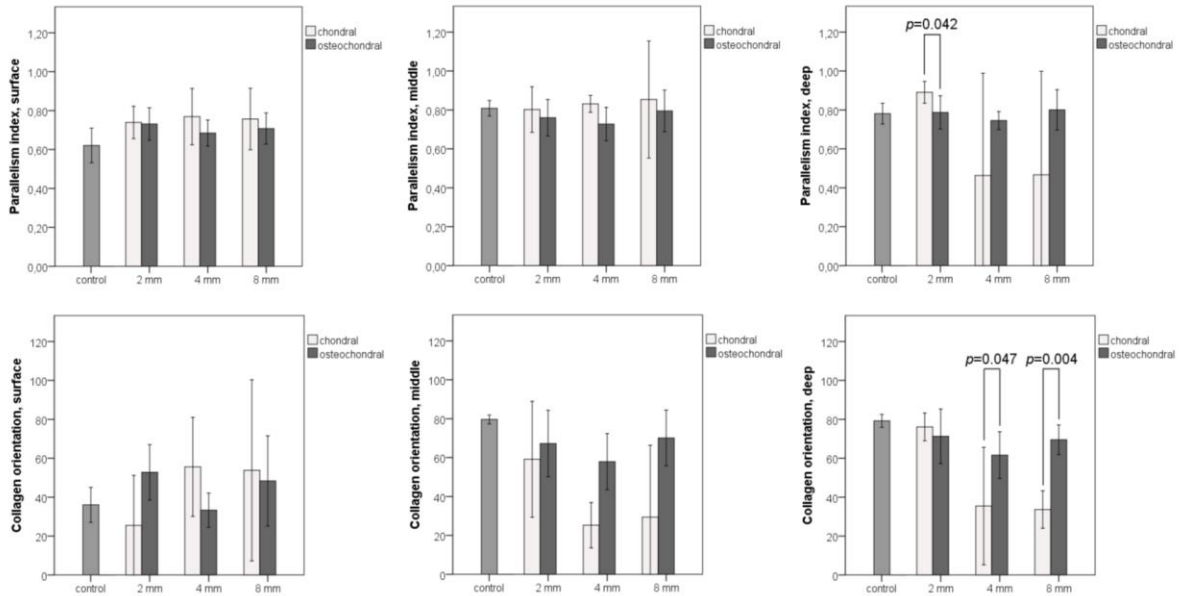 Parallelism index, surface
1,20
1,00
0,80
0,60
0,40
0,20
0,00
control 2 mm 4 mm 8 mm
chondral
osteochondral
Parallelism index, middle
1,20
1,00
0,80
0,60
0,40
0,20
0,00
control 2 mm 4 mm 8 mm
chondral
osteochondral
Parallelism index, deep
1,20
1,00
0,80
0,60
0,40
0,20
0,00
p=0.042
control 2 mm 4 mm 8 mm
chondral
osteochondral
Collagen orientation, surface
120
100
80
60
40
20
0
control 2 mm 4 mm 8 mm
chondral
osteochondral
Collagen orientation, middle
120
100
80
60
40
20
0
control 2 mm 4 mm 8 mm
chondral
osteochondral
Collagen orientation, deep
120
100
80
60
40
20
0
p=0.047 p=0.004
control 2 mm 4 mm 8 mm
chondral
osteochondral